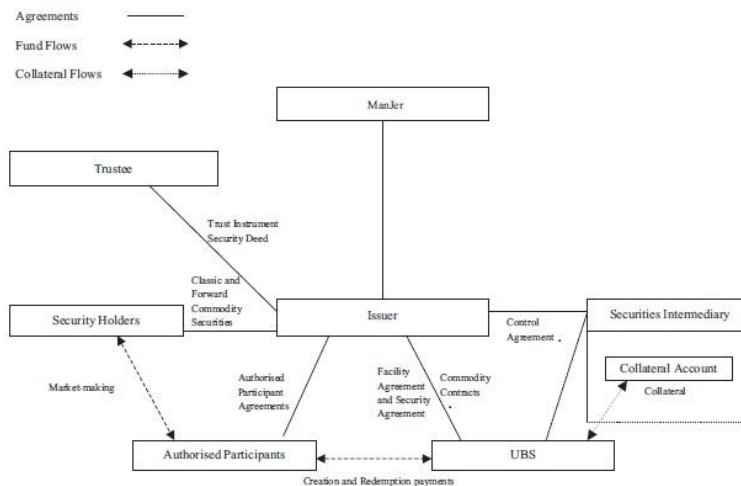 Agreements
Fund Flows
Collateral Flows
ManJer
Trustee
Trust Instrument
Security Deed
Classic and
Forward
Commodity
Securities
Security Holders
Issuer
Securities Intermediary
Control
Agreement
Collateral Account
Collateral
Market-making
Authorised
Participant
Agreements
Facility
Agreement
and Security
Agreement
Commodity
Contracts
Authorised Participants
UBS
Creation and Redemption payments